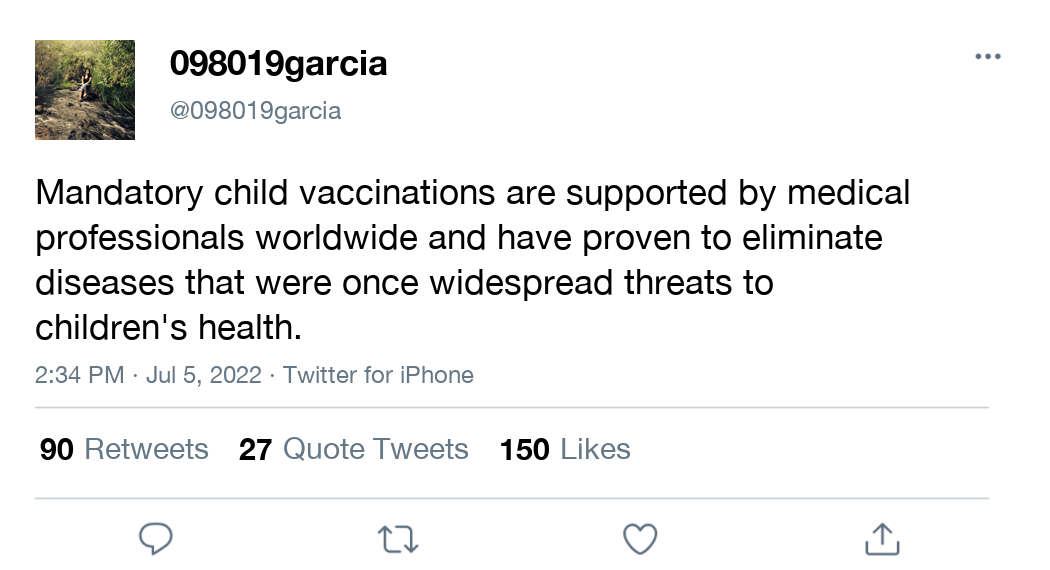 098019garcia
@098019garcia
Mandatory child vaccinations are supported by medical
professionals worldwide and have proven to eliminate
diseases that were once widespread threats to
children's health.
2:34 PM · Jul 5, 2022 · Twitter for iPhone
90 Retweets 27 Quote Tweets 150 Likes